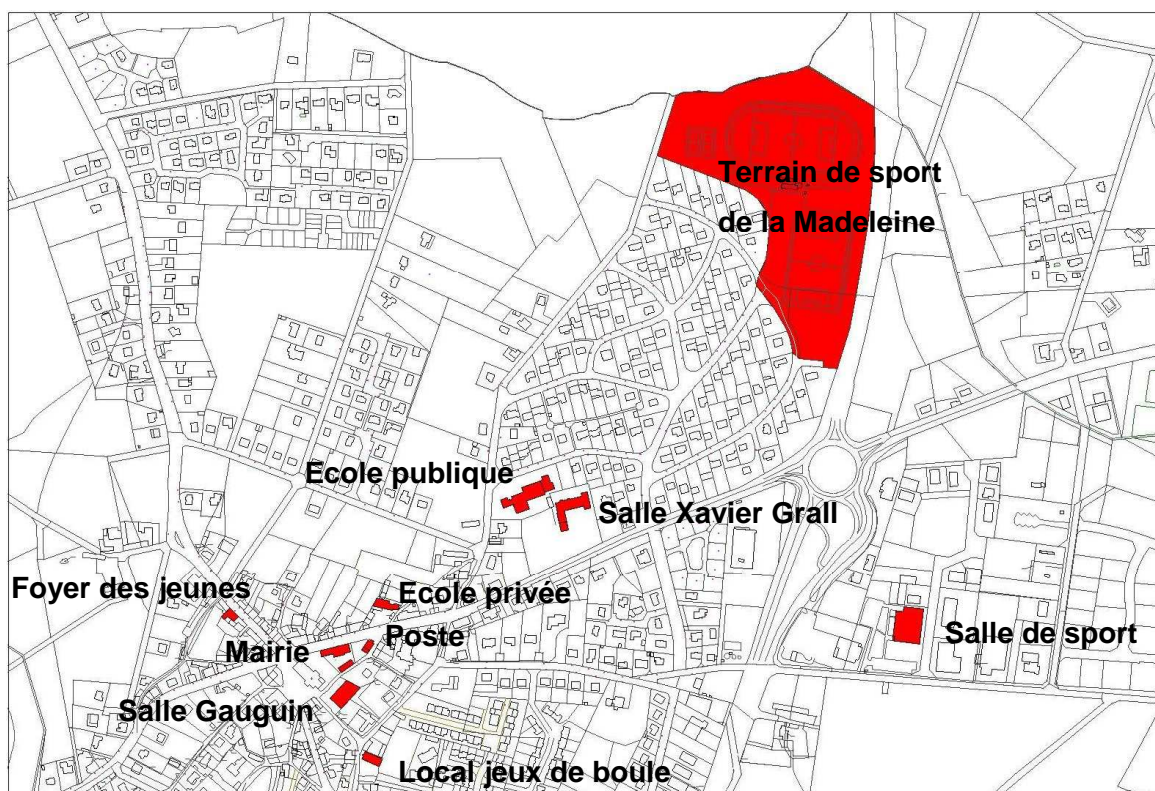 Terrain de sport
de la Madeleine
Ecole publique
Salle Xavier Grall
Foyer des jeunes
Ecole privée
Poste
Mairie
Salle de sport
Salle Gauguin
Local jeux de boule